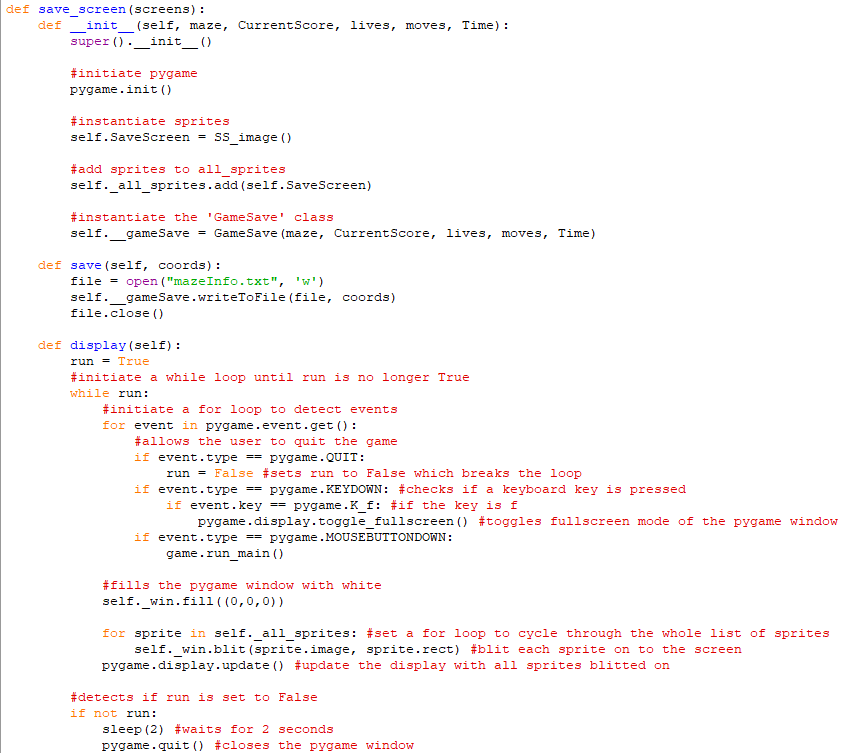 def save_screen(screens):
    def __init__(self, maze, CurrentScore, lives, moves, Time):
        super().__init__()

        #initiate pygame
        pygame.init()

        #instantiate sprites
        self.SaveScreen = SS_image()

        #add sprites to all_sprites
        self._all_sprites.add(self.SaveScreen)

        #instantiate the 'GameSave' class
        self.__gameSave = GameSave(maze, CurrentScore, lives, moves, Time)

    def save(self, coords):
        file = open("mazeInfo.txt", 'w')
        self.__gameSave.writeToFile(file, coords)
        file.close()

    def display(self):
        run = True
        #initiate a while loop until run is no longer True
        while run:
            #initiate a for loop to detect events
            for event in pygame.event.get():
                #allows the user to quit the game
                if event.type == pygame.QUIT:
                    run = False #sets run to False which breaks the loop
                if event.type == pygame.KEYDOWN: #checks if a keyboard key is pressed
                    if event.key == pygame.K_f: #if the key is f
                        pygame.display.toggle_fullscreen() #toggles fullscreen mode of the pygame window
                if event.type == pygame.MOUSEBUTTONDOWN:
                    game.run_main()

            #fills the pygame window with white
            self._win.fill((0,0,0))

            for sprite in self._all_sprites: #set a for loop to cycle through the whole list of sprites
                self._win.blit(sprite.image, sprite.rect) #blit each sprite on to the screen
            pygame.display.update() #update the display with all sprites blitted on

        #detects if run is set to False
        if not run:
            sleep(2) #waits for 2 seconds
            pygame.quit() #closes the pygame window